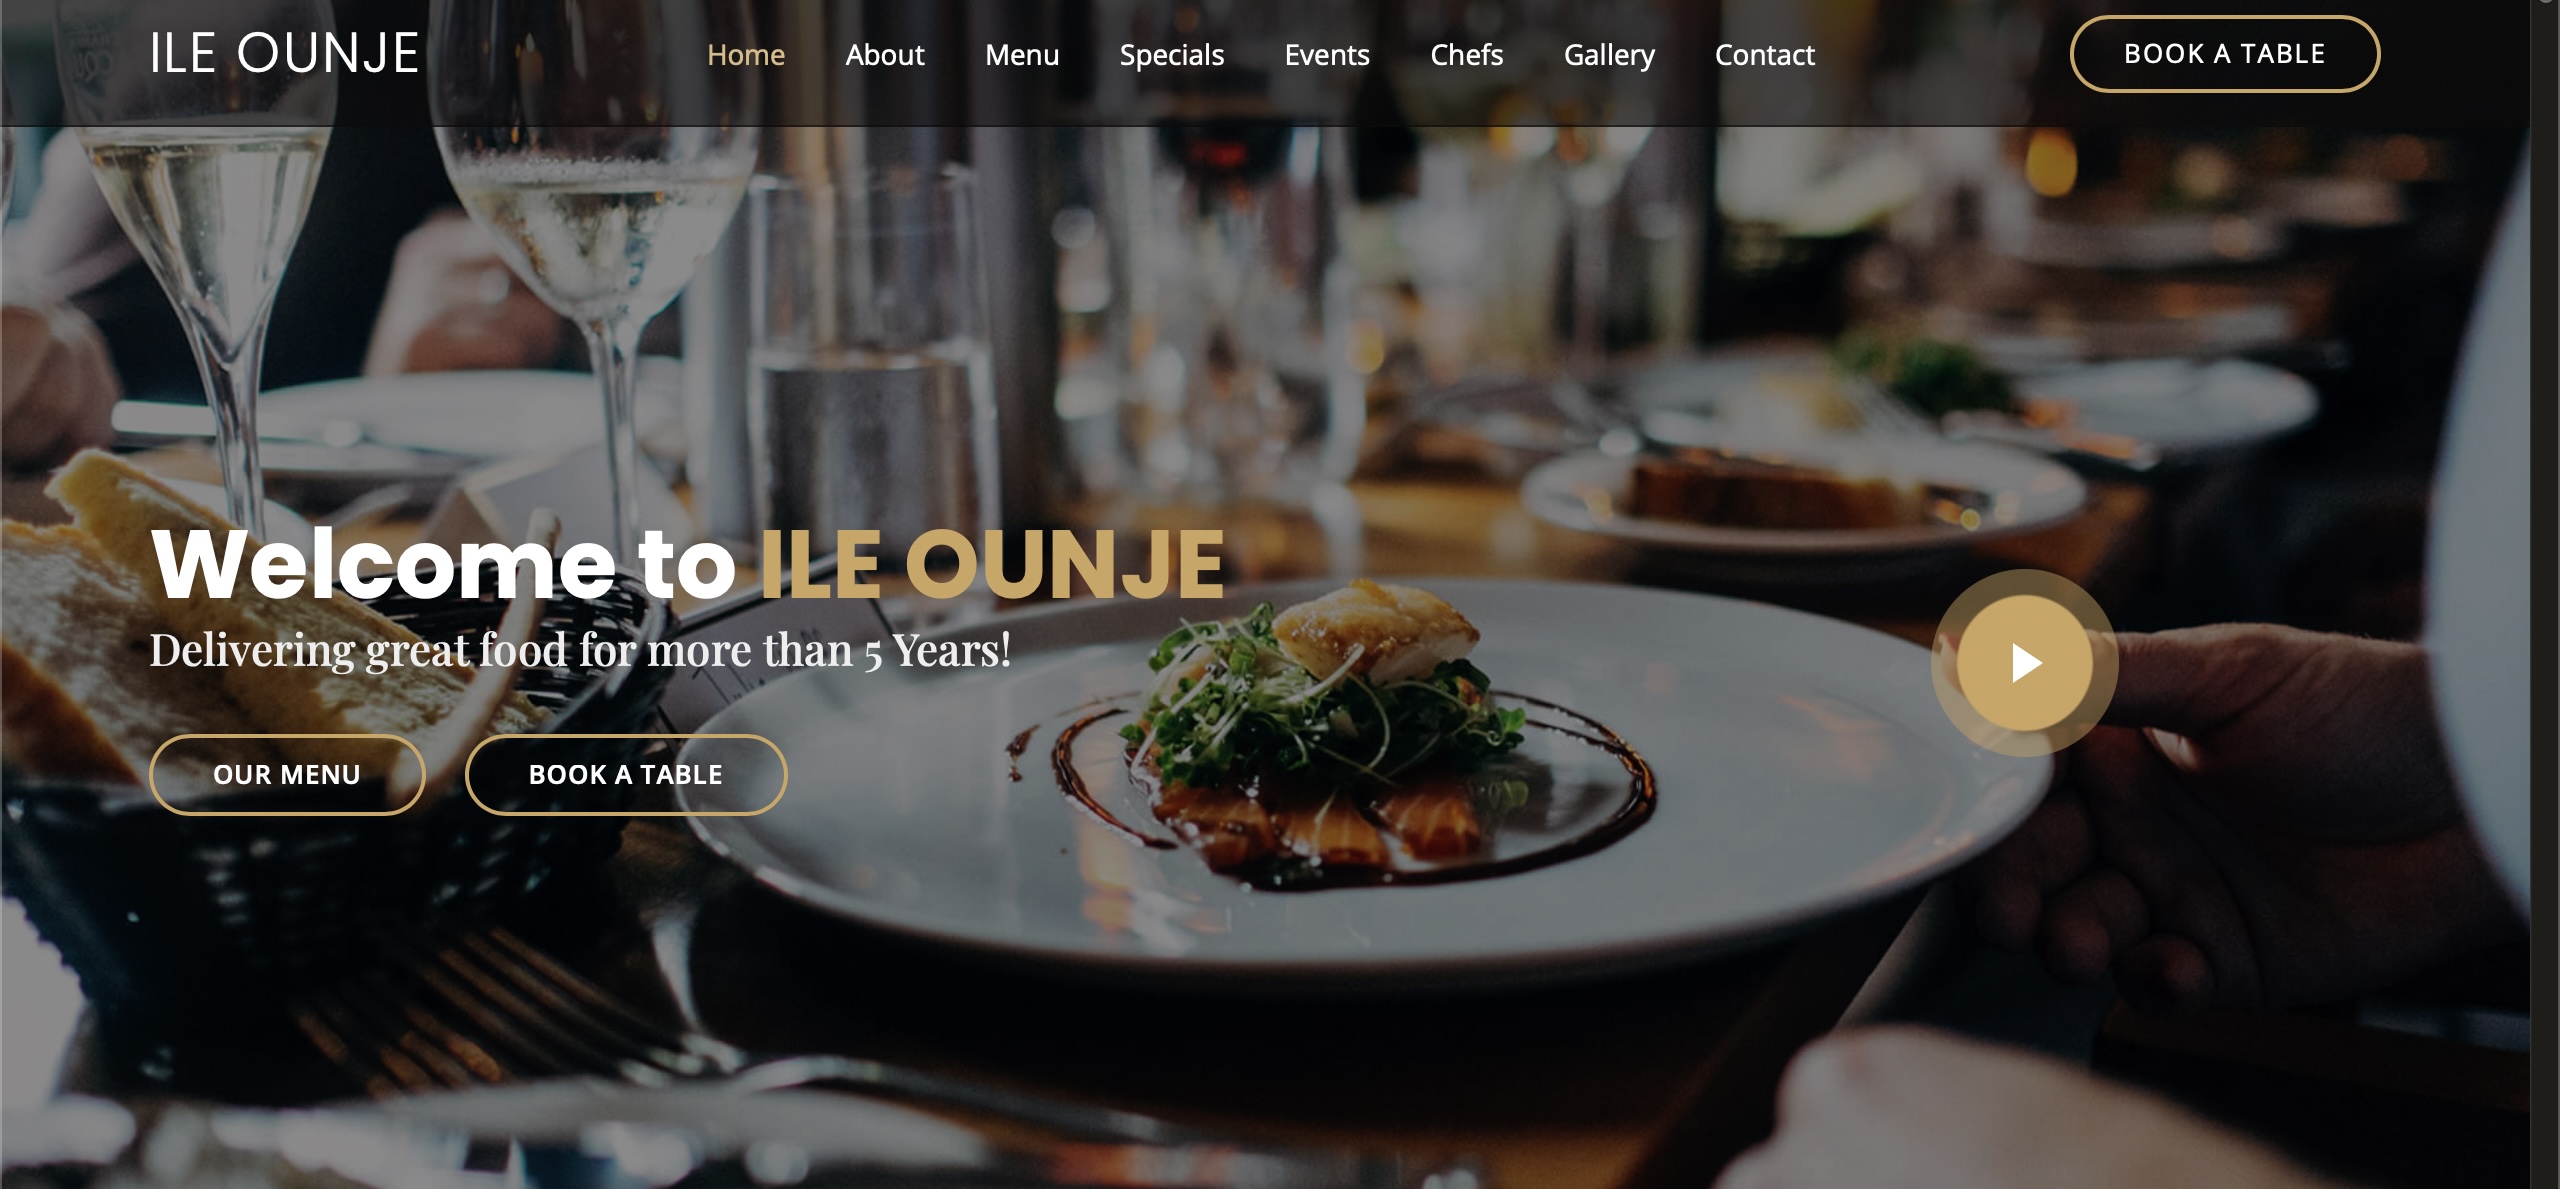 ILE OUNJE
Home About Menu Specials Events Chefs Gallery Contact
BOOK A TABLE
Welcome to ILE OUNJE
Delivering great food for more than 5 Years!
OUR MENU
BOOK A TABLE